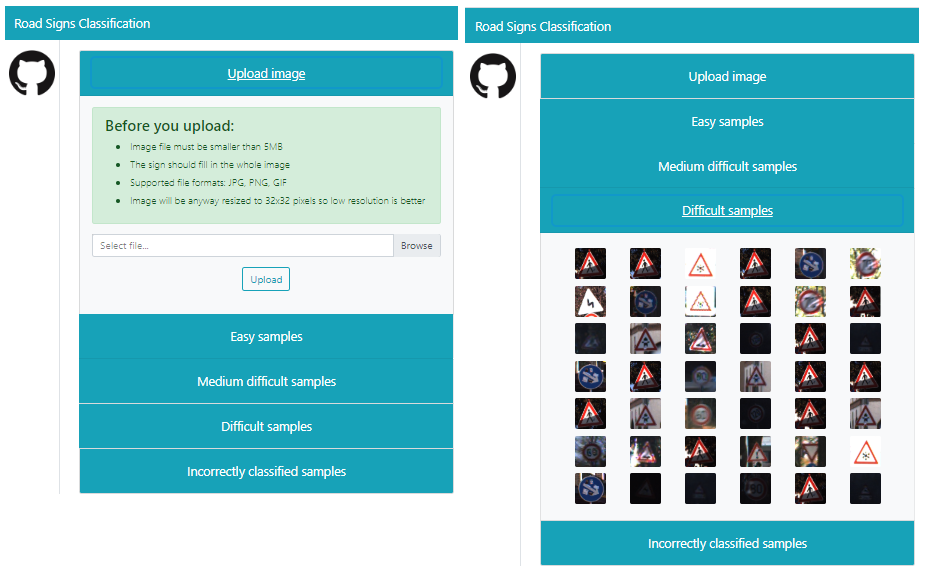 Road Signs Classification
Upload image
Before you upload:
Image file must be smaller than 5MB
The sign should fill in the whole image
Supported file formats: JPG, PNG, GIF
Image will be anyway resized to 32x32 pixels so low resolution is better
Select file...
Browse
Upload
Easy samples
Medium difficult samples
Difficult samples
Incorrectly classified samples
Road Signs Classification
Upload image
Easy samples
Medium difficult samples
Difficult samples
Incorrectly classified samples